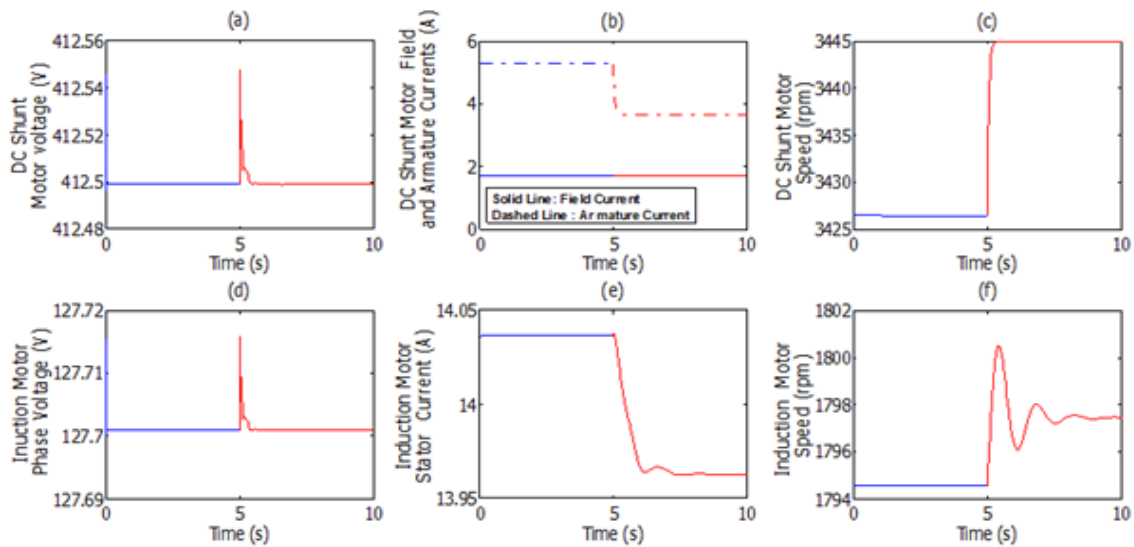 (a)
DC Shunt
Motor voltage (V)
412.56
412.54
412.52
412.5
412.48
0
5
10
Time (s)
(b)
DC Shunt Motor Field
and Armature Currents (A)
6
4
2
0
Solid Line : Field Current
Dashed Line : Armature Current
0
5
10
Time (s)
(c)
DC Shunt Motor
Speed (rpm)
3445
3440
3435
3430
3425
0
5
10
Time (s)
(d)
Inuction Motor
Phase Voltage (V)
127.72
127.71
127.7
127.69
0
5
10
Time (s)
(e)
Induction Motor
Stator Current (A)
14.05
14
13.95
0
5
10
Time (s)
(f)
Induction Motor
Speed (rpm)
1802
1800
1798
1796
1794
0
5
10
Time (s)